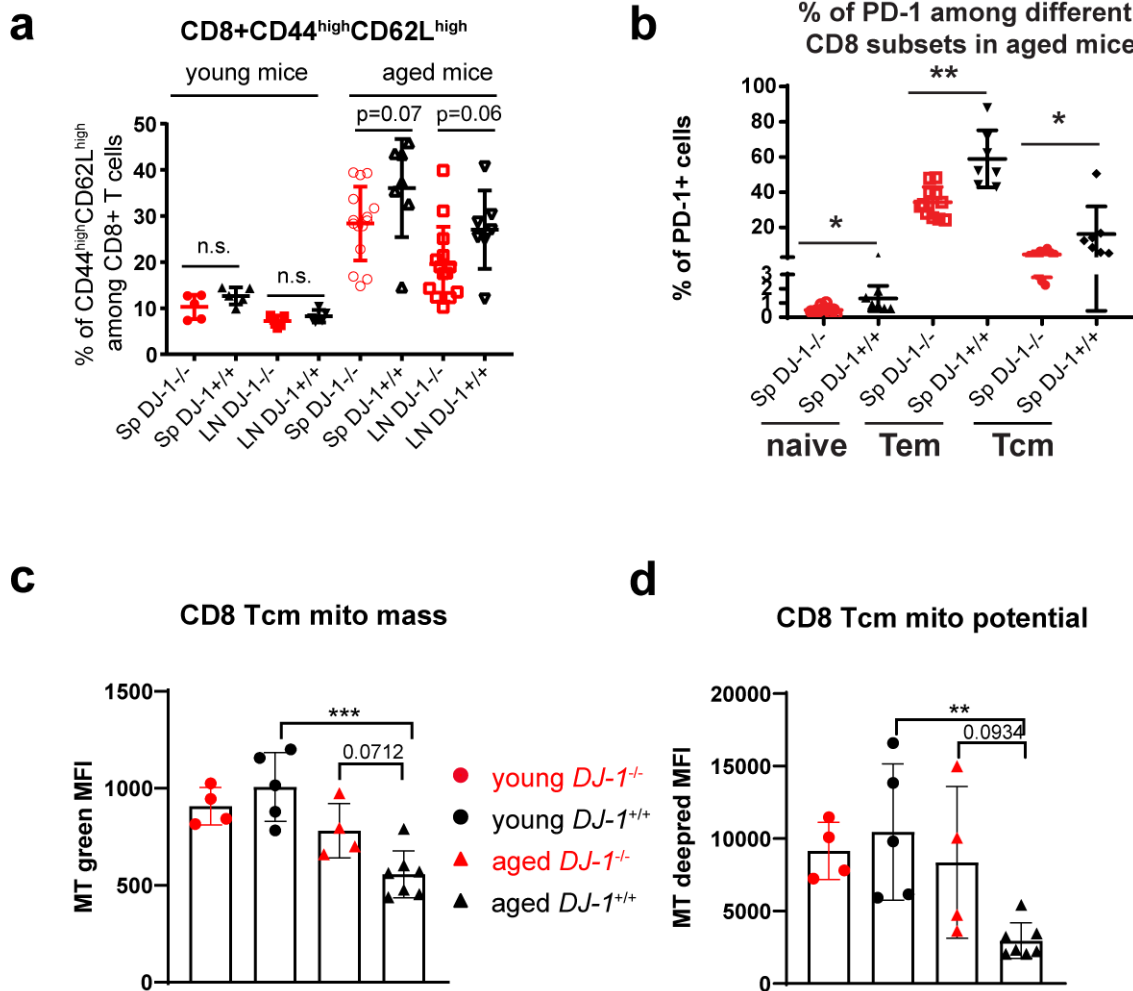 a
CD8+CD44highCD62Lhigh
young mice
aged mice
p=0.07
p=0.06
n.s.
n.s.
% of CD44highCD62Lhigh
among CD8+ T cells
50
40
30
20
10
0
Sp DJ-1-/-
Sp DJ-1+/+
LN DJ-1-/-
LN DJ-1+/+
Sp DJ-1-/-
Sp DJ-1+/+
LN DJ-1-/-
LN DJ-1+/+
b
% of PD-1 among different
CD8 subsets in aged mice
**
*
*
% of PD-1+ cells
100
80
60
40
20
3
2
1
0
Sp DJ-1-/-
Sp DJ-1+/+
Sp DJ-1-/-
Sp DJ-1+/+
Sp DJ-1-/-
Sp DJ-1+/+
naive
Tem
Tcm
c
CD8 Tcm mito mass
MT green MFI
1500
1000
500
0
***
0.0712
young DJ-1-/-
young DJ-1+/+
aged DJ-1-/-
aged DJ-1+/+
d
CD8 Tcm mito potential
MT deepred MFI
20000
15000
10000
5000
0
**
0.0934